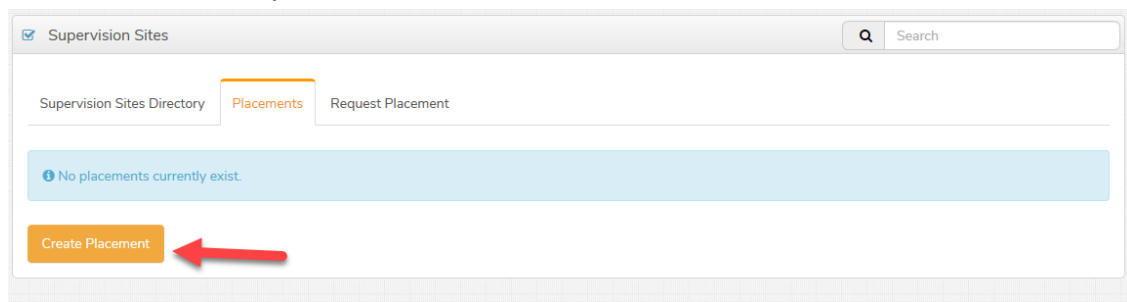 Supervision Sites
Search
Supervision Sites Directory Placements Request Placement
No placements currently exist.
Create Placement